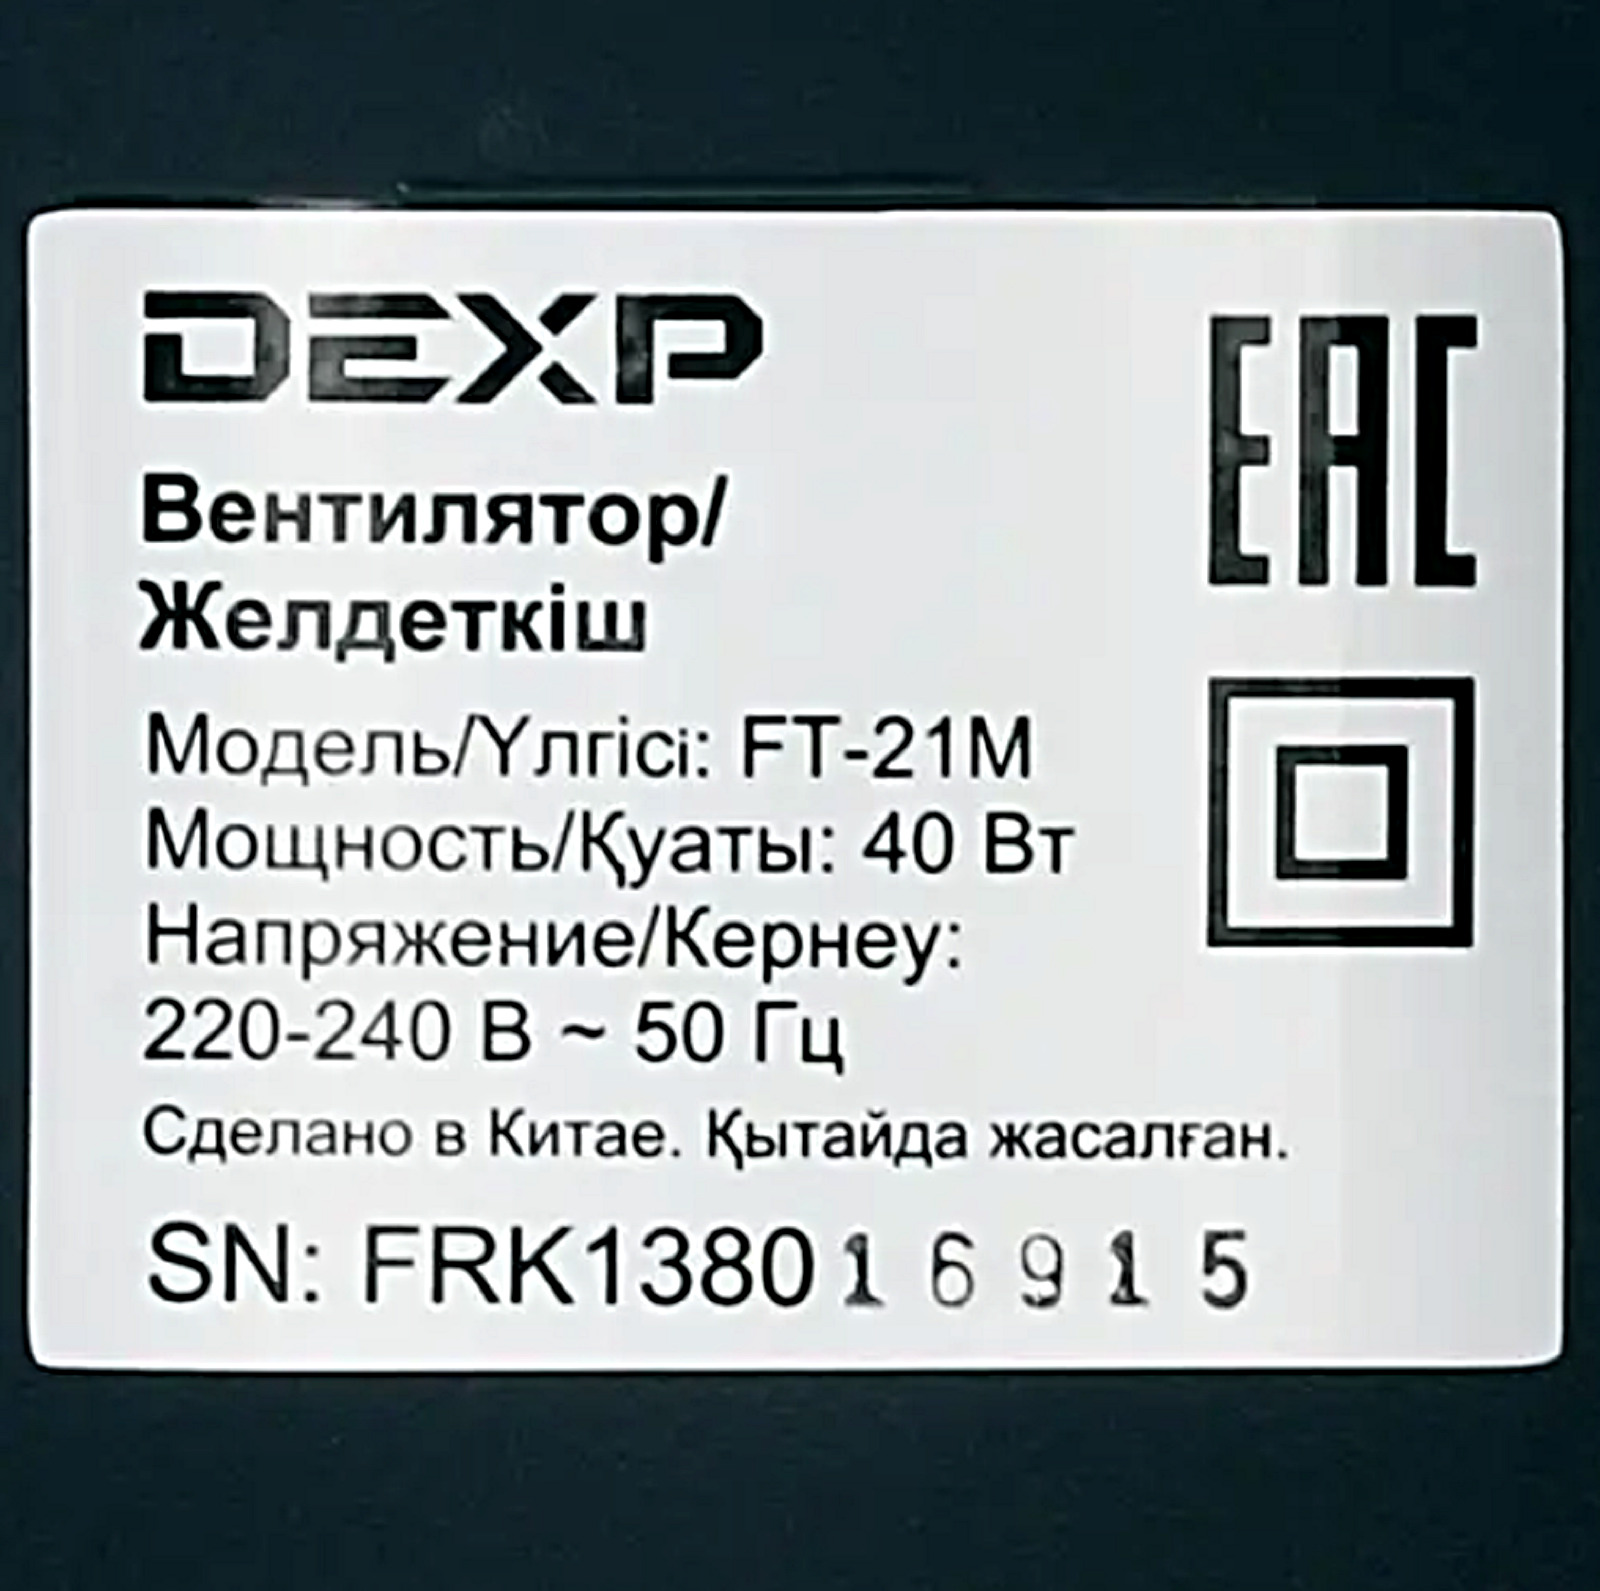 DEXP
EAC
Вентилятор/
Желдеткіш
Модель/Үлгісі: FT-21M
Мощность/Қуаты: 40 Вт
Напряжение/Кернеу:
220-240 В ~ 50 Гц
Сделано в Китае. Қытайда жасалған.
SN: FRK138016915